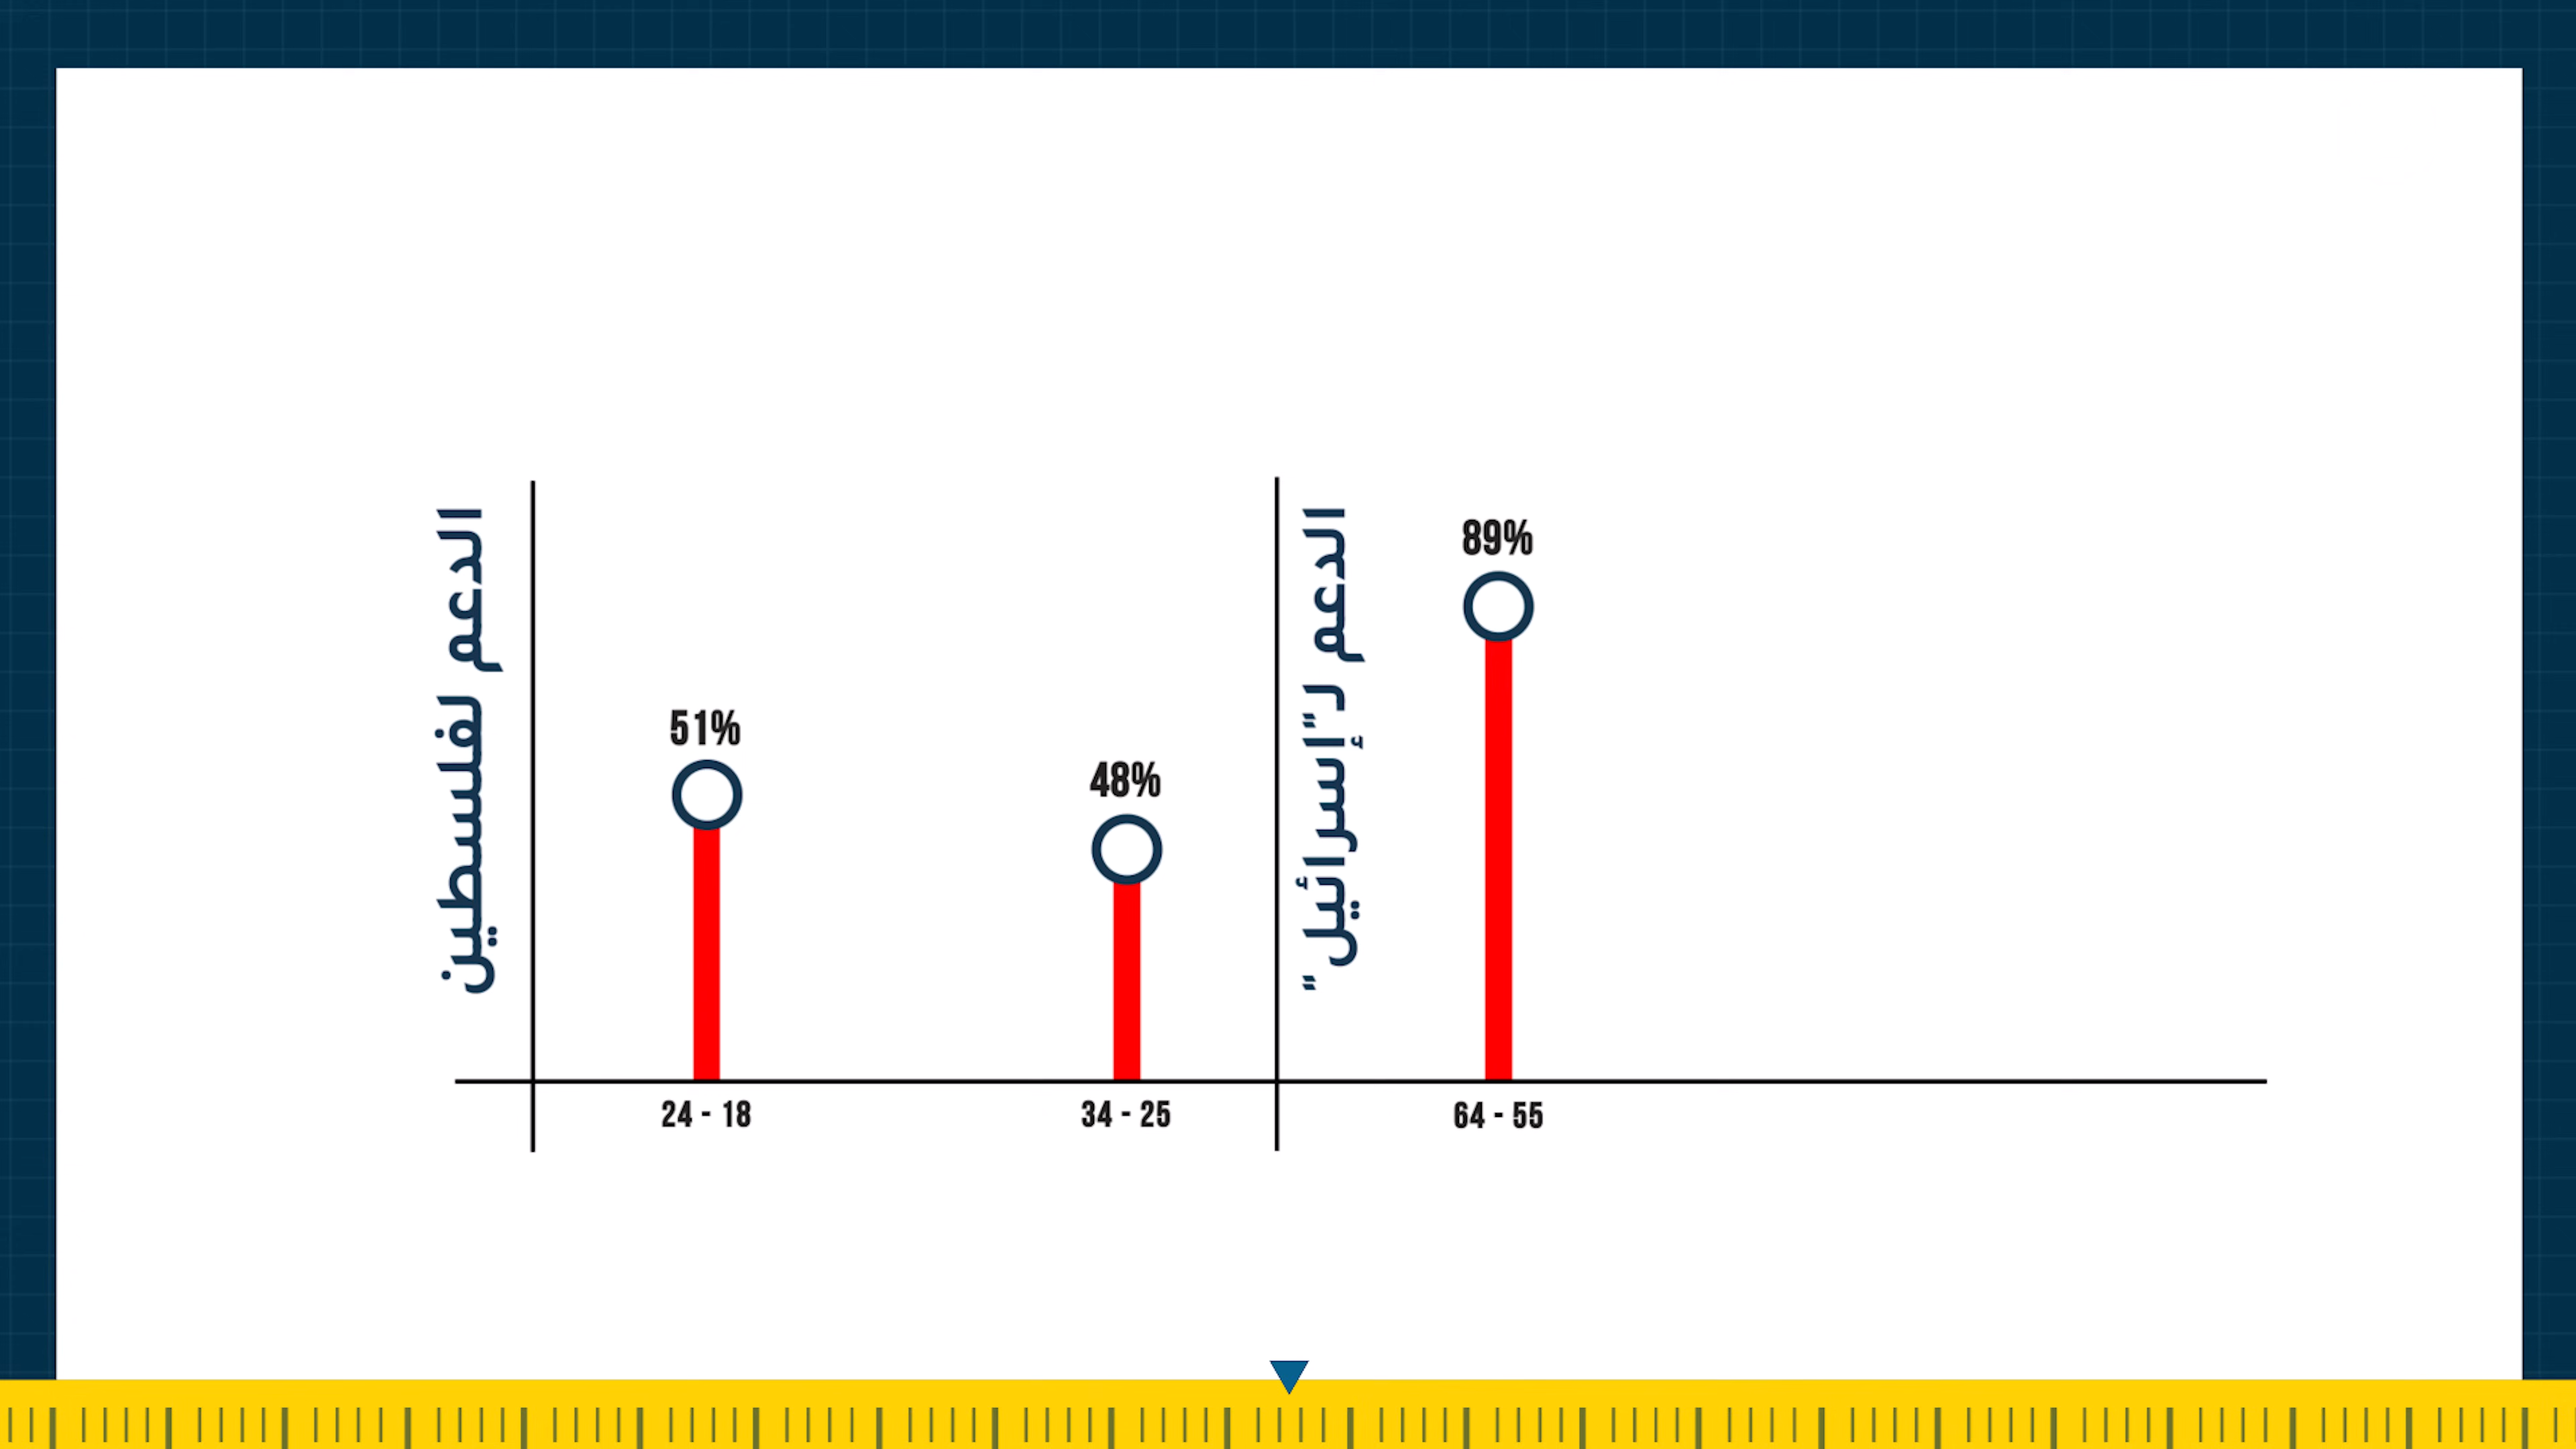 الدعم لفلسطين
51%
48%
24 - 18
34 - 25
الدعم لـ"إسرائيل"
89%
64 - 55